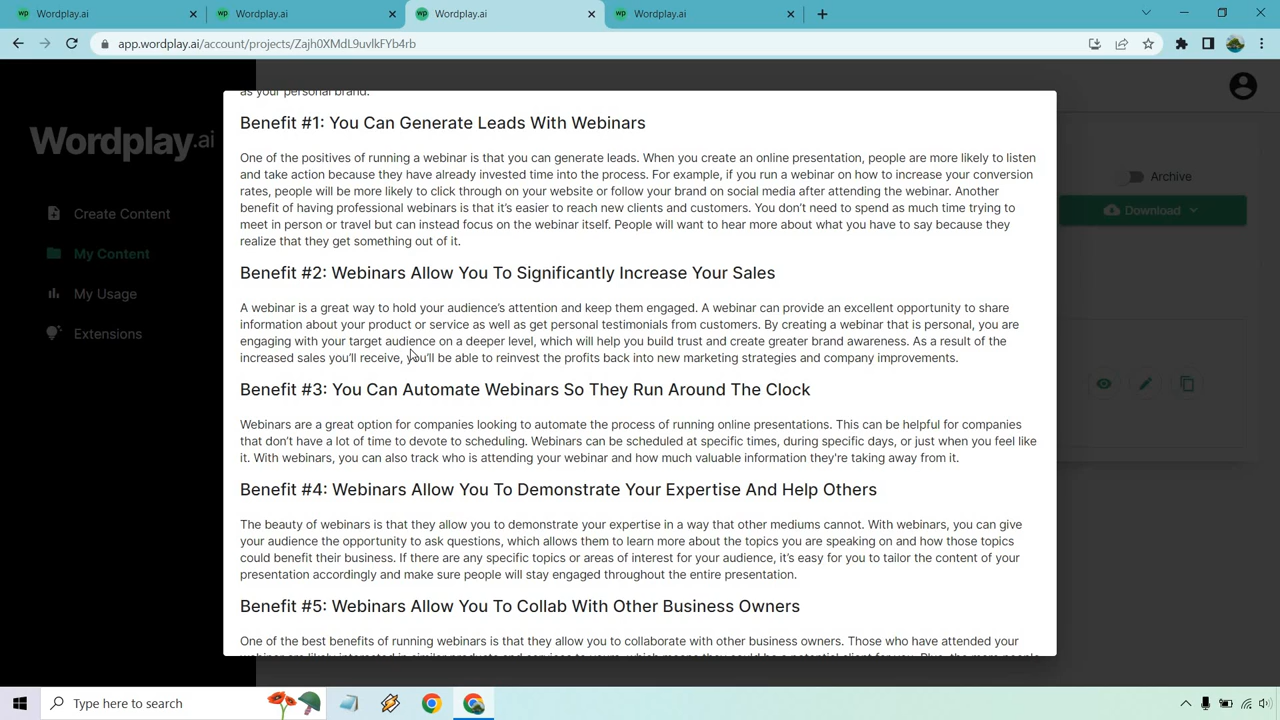 Wordplay.ai
Wordplay.ai
Wordplay.ai
Wordplay.ai
app.wordplay.ai/account/projects/Zajh0XMdL9uvlkFYb4rb
Wordplay.ai
Create Content
My Content
My Usage
Extensions
Archive
Download
as your personal brand.
Benefit #1: You Can Generate Leads With Webinars
One of the positives of running a webinar is that you can generate leads. When you create an online presentation, people are more likely to listen
and take action because they have already invested time into the process. For example, if you run a webinar on how to increase your conversion
rates, people will be more likely to click through on your website or follow your brand on social media after attending the webinar. Another
benefit of having professional webinars is that it's easier to reach new clients and customers. You don't need to spend as much time trying to
meet in person or travel but can instead focus on the webinar itself. People will want to hear more about what you have to say because they
realize that they get something out of it.
Benefit #2: Webinars Allow You To Significantly Increase Your Sales
A webinar is a great way to hold your audience's attention and keep them engaged. A webinar can provide an excellent opportunity to share
information about your product or service as well as get personal testimonials from customers. By creating a webinar that is personal, you are
engaging with your target audience on a deeper level, which will help you build trust and create greater brand awareness. As a result of the
increased sales you'll receive, you'll be able to reinvest the profits back into new marketing strategies and company improvements.
Benefit #3: You Can Automate Webinars So They Run Around The Clock
Webinars are a great option for companies looking to automate the process of running online presentations. This can be helpful for companies
that don't have a lot of time to devote to scheduling. Webinars can be scheduled at specific times, during specific days, or just when you feel like
it. With webinars, you can also track who is attending your webinar and how much valuable information they're taking away from it.
Benefit #4: Webinars Allow You To Demonstrate Your Expertise And Help Others
The beauty of webinars is that they allow you to demonstrate your expertise in a way that other mediums cannot. With webinars, you can give
your audience the opportunity to ask questions, which allows them to learn more about the topics you are speaking on and how those topics
could benefit their business. If there are any specific topics or areas of interest for your audience, it's easy for you to tailor the content of your
presentation accordingly and make sure people will stay engaged throughout the entire presentation.
Benefit #5: Webinars Allow You To Collab With Other Business Owners
One of the best benefits of running webinars is that they allow you to collaborate with other business owners. Those who have attended your
webinar are likely interested in similar products and services to yours, which means they could be a potential client for you. Plus, the more people
Type here to search